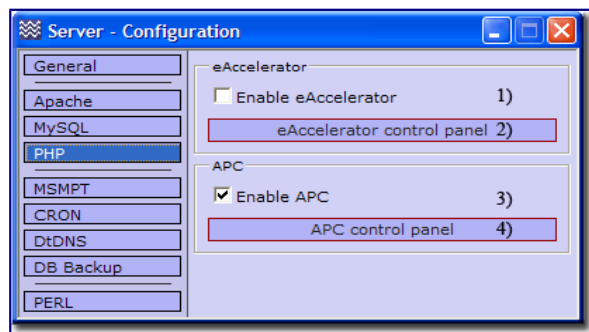 Server - Configuration
General
Apache
MySQL
PHP
MSMPT
CRON
DtDNS
DB Backup
PERL
eAccelerator
Enable eAccelerator 1)
eAccelerator control panel 2)
APC
Enable APC 3)
APC control panel 4)